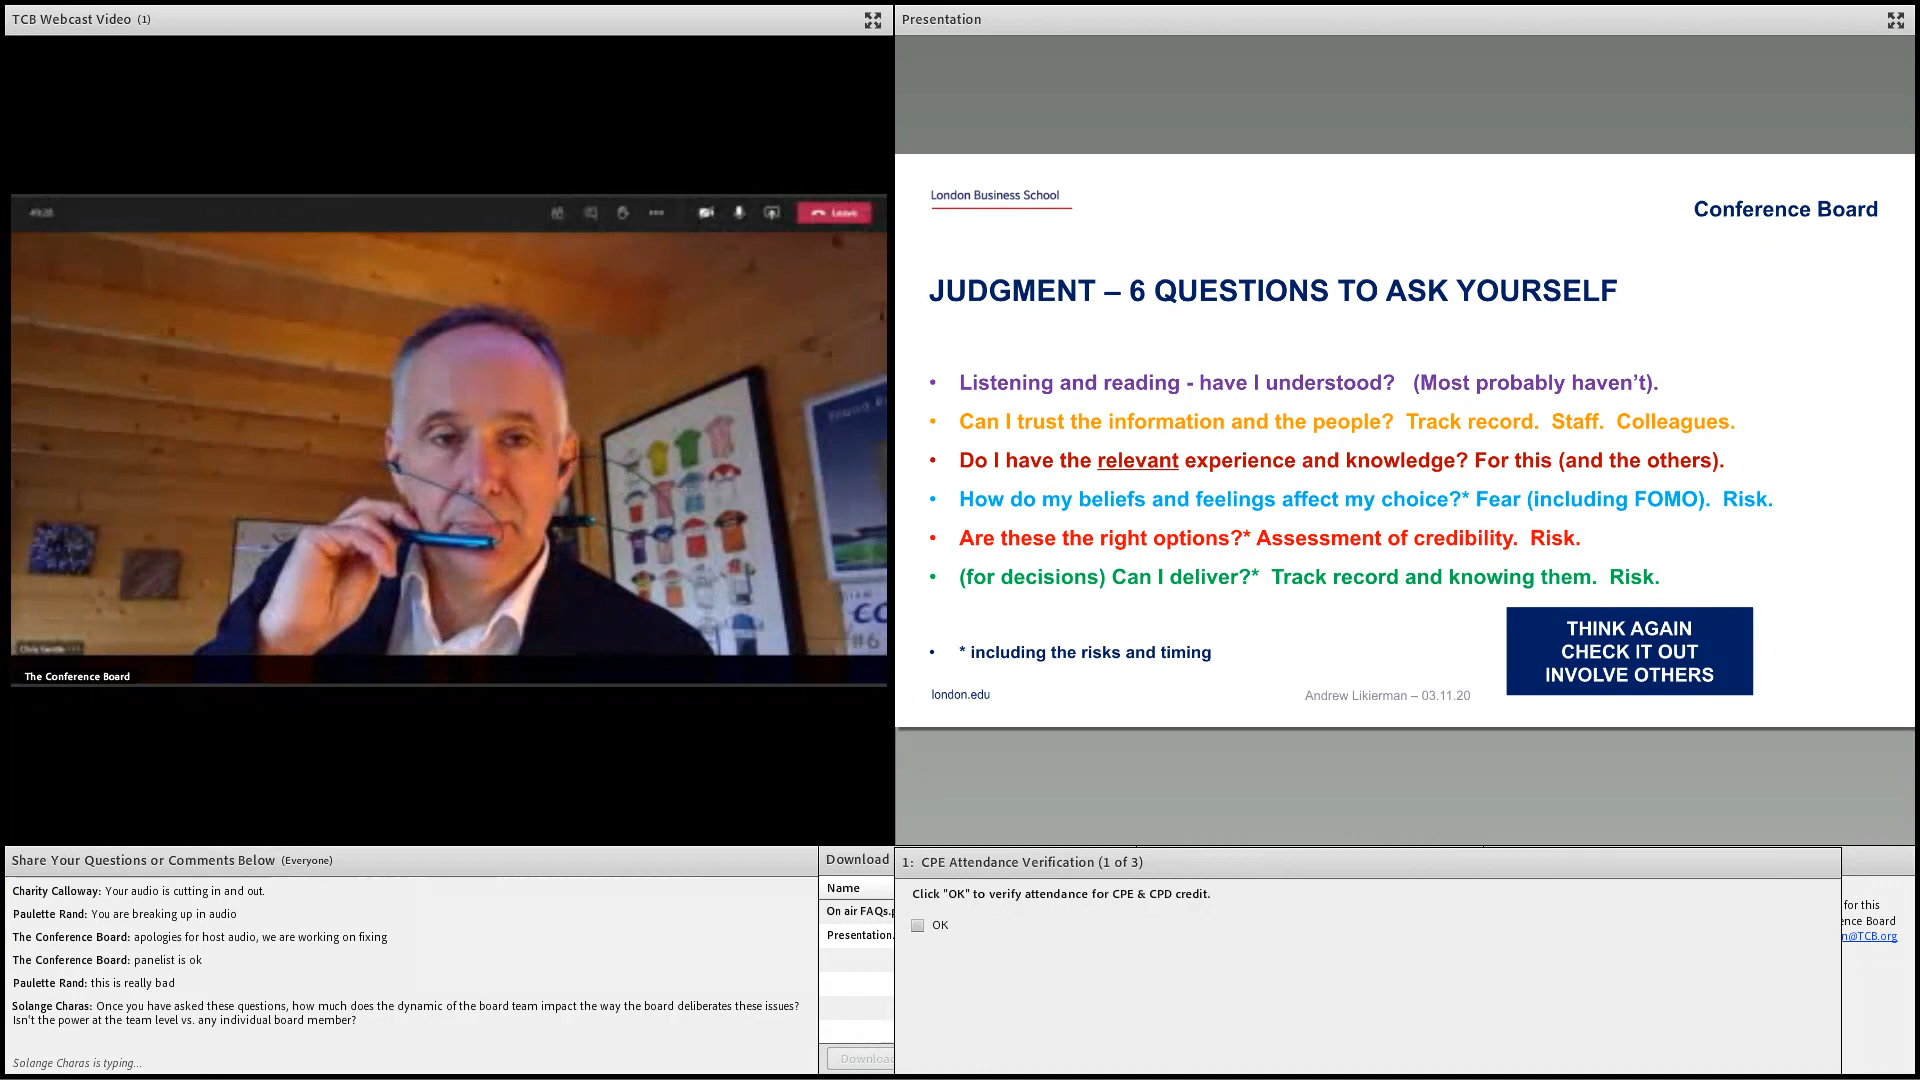 TCB Webcast Video (1)
Presentation
Leave
The Conference Board
London Business School
Conference Board
JUDGMENT – 6 QUESTIONS TO ASK YOURSELF
• Listening and reading - have I understood? (Most probably haven’t).
• Can I trust the information and the people? Track record. Staff. Colleagues.
• Do I have the relevant experience and knowledge? For this (and the others).
• How do my beliefs and feelings affect my choice?* Fear (including FOMO). Risk.
• Are these the right options?* Assessment of credibility. Risk.
• (for decisions) Can I deliver?* Track record and knowing them. Risk.
• * including the risks and timing
THINK AGAIN
CHECK IT OUT
INVOLVE OTHERS
london.edu
Andrew Likierman – 03.11.20
Share Your Questions or Comments Below (Everyone)
Charity Calloway: Your audio is cutting in and out.
Paulette Rand: You are breaking up in audio
The Conference Board: apologies for host audio, we are working on fixing
The Conference Board: panelist is ok
Paulette Rand: this is really bad
Solange Charas: Once you have asked these questions, how much does the dynamic of the board team impact the way the board deliberates these issues?
Isn't the power at the team level vs. any individual board member?
Solange Charas is typing...
Download
Name
On air FAQs.p
Presentation.
Download
1: CPE Attendance Verification (1 of 3)
Click "OK" to verify attendance for CPE & CPD credit.
OK
for this
ence Board
n@TCB.org